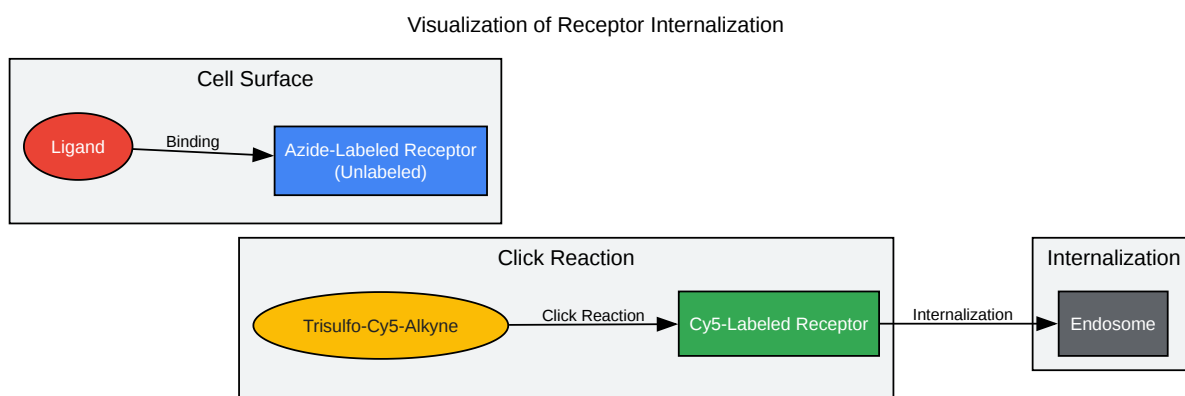 Visualization of Receptor Internalization
Cell Surface
Ligand
Binding
Azide-Labeled Receptor
(Unlabeled)
Click Reaction
Trisulfo-Cy5-Alkyne
Click Reaction
Cy5-Labeled Receptor
Internalization
Internalization
Endosome